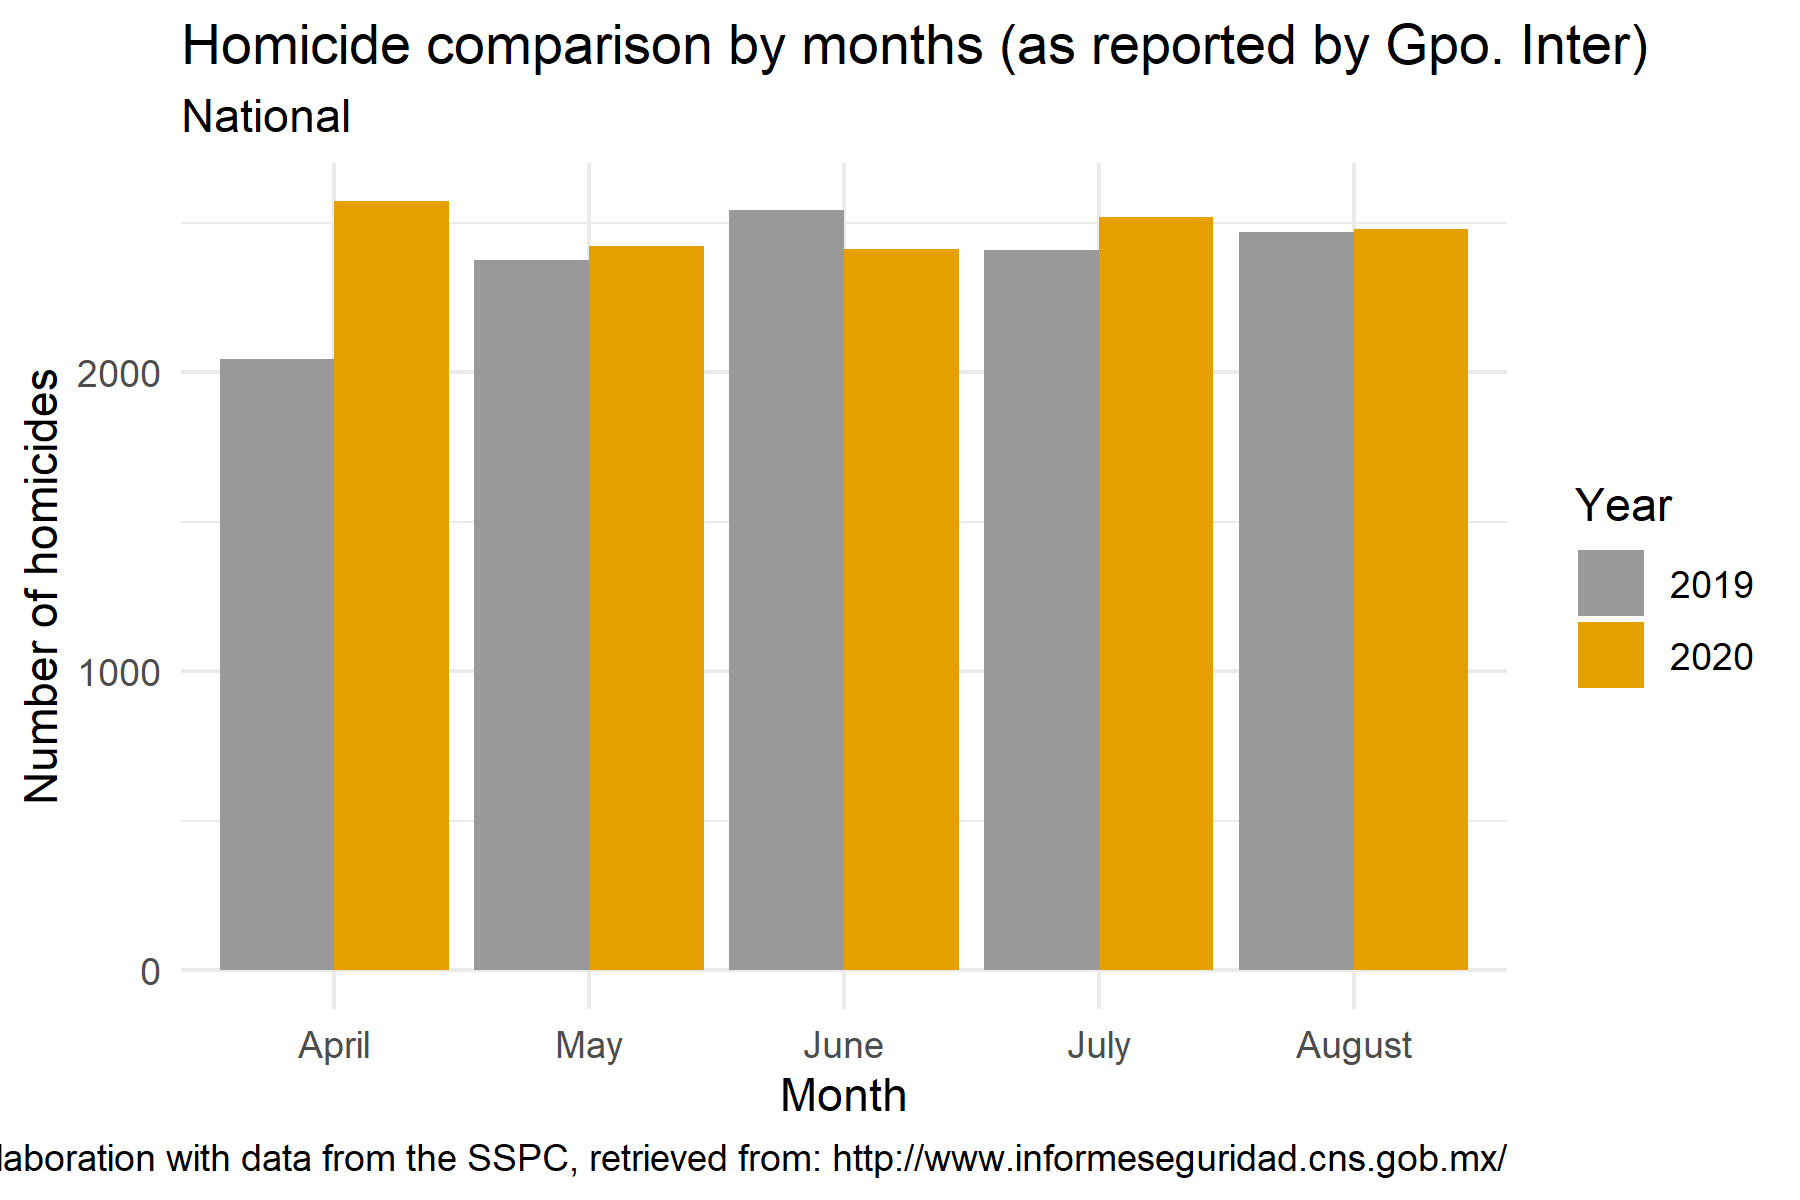 Homicide comparison by months (as reported by Gpo. Inter)
National
Number of homicides
2000
1000
0
April May June July August
Month
Year
2019
2020
laboration with data from the SSPC, retrieved from: http://www.informeseguridad.cns.gob.mx/